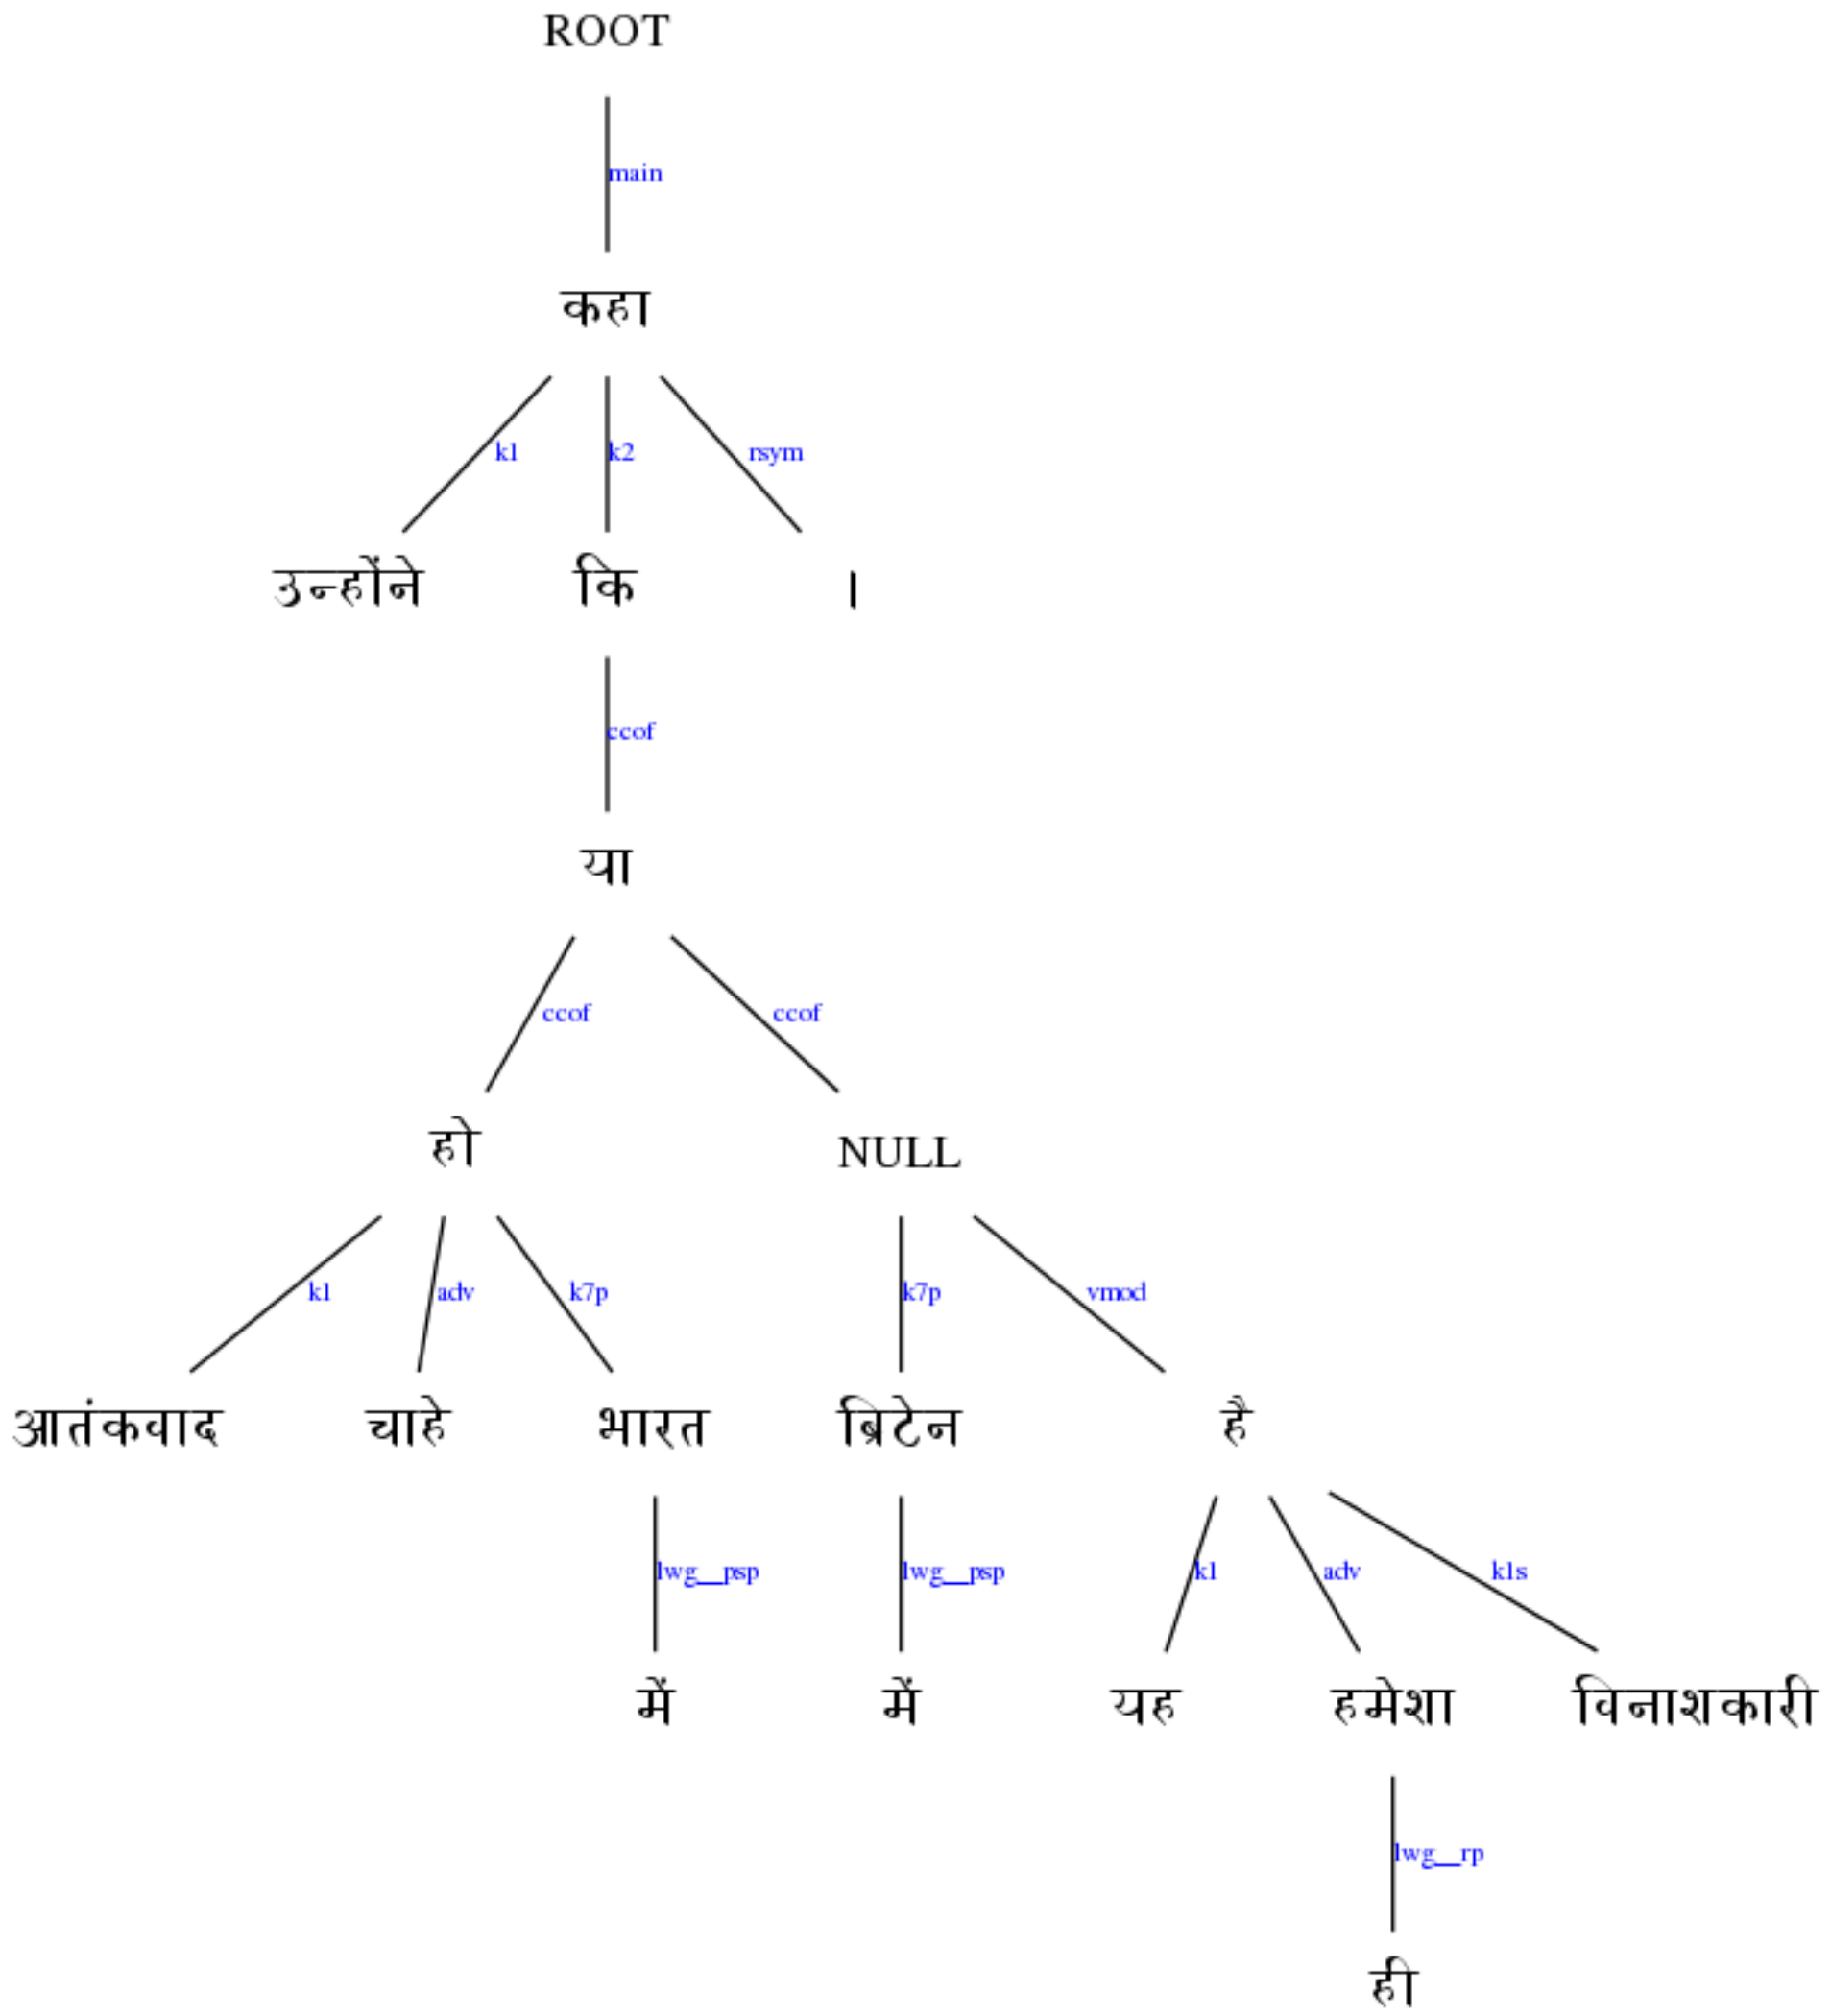 ROOT
main
कहा
k1 k2 rsym
उन्होंने कि ।
ccof
या
ccof ccof
हो NULL
k1 adv k7p k7p vmod
आतंकवाद चाहे भारत ब्रिटेन है
lwg__psp lwg__psp k1 adv k1s
में में यह हमेशा विनाशकारी
lwg__rp
ही